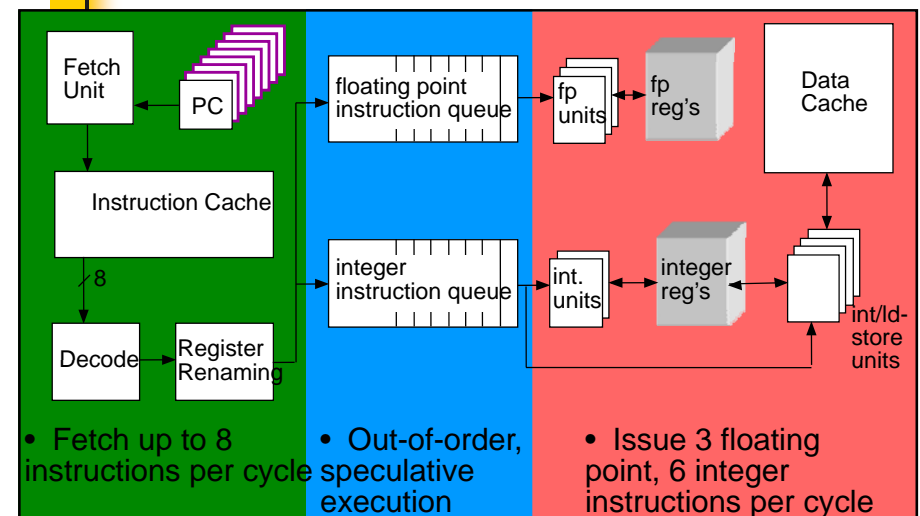 Fetch
Unit
PC
Instruction Cache
8
Decode
Register
Renaming
floating point
instruction queue
integer
instruction queue
fp
units
fp
reg's
Data
Cache
int.
units
integer
reg's
int/ld-
store
units
• Fetch up to 8
instructions per cycle
• Out-of-order,
speculative
execution
• Issue 3 floating
point, 6 integer
instructions per cycle